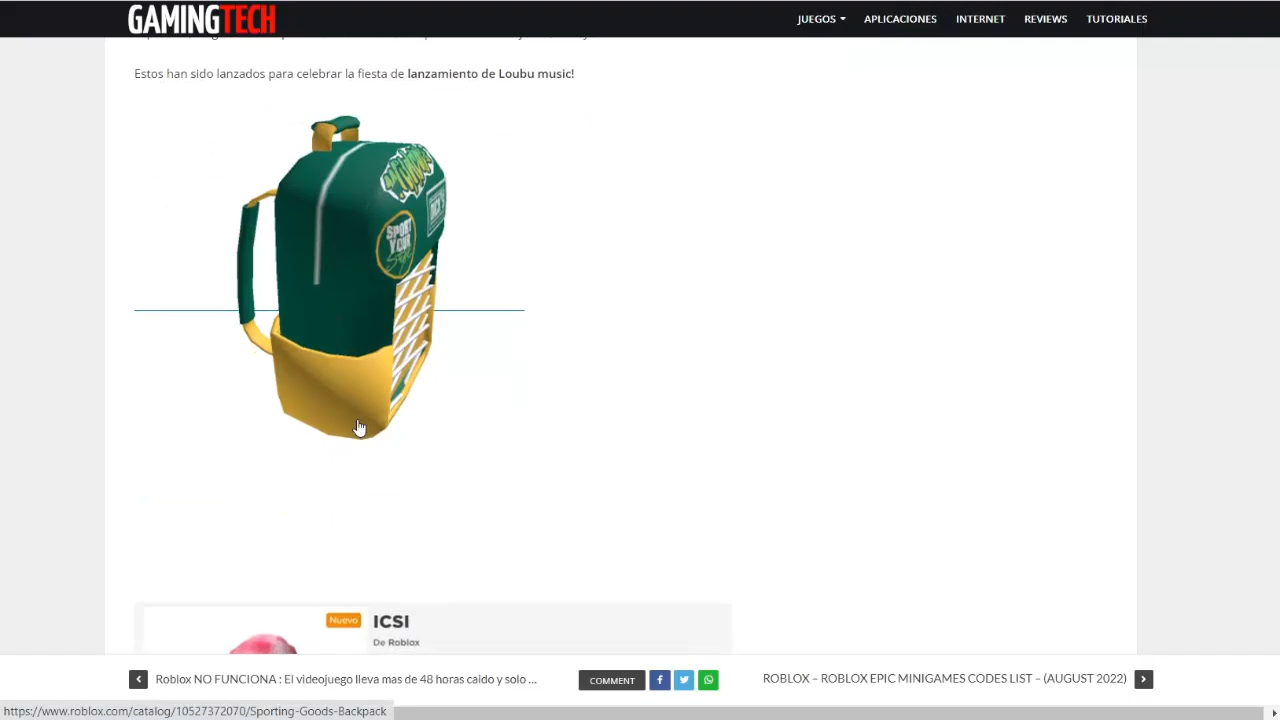 GAMINGTECH
JUEGOS
APLICACIONES
INTERNET
REVIEWS
TUTORIALES
Estos han sido lanzados para celebrar la fiesta de lanzamiento de Loubu music!
SPORT
YOUR
Style
Nuevo
ICSI
De Roblox
Roblox NO FUNCIONA : El videojuego lleva mas de 48 horas caido y solo ...
COMMENT
ROBLOX – ROBLOX EPIC MINIGAMES CODES LIST – (AUGUST 2022)
https://www.roblox.com/catalog/10527372070/Sporting-Goods-Backpack